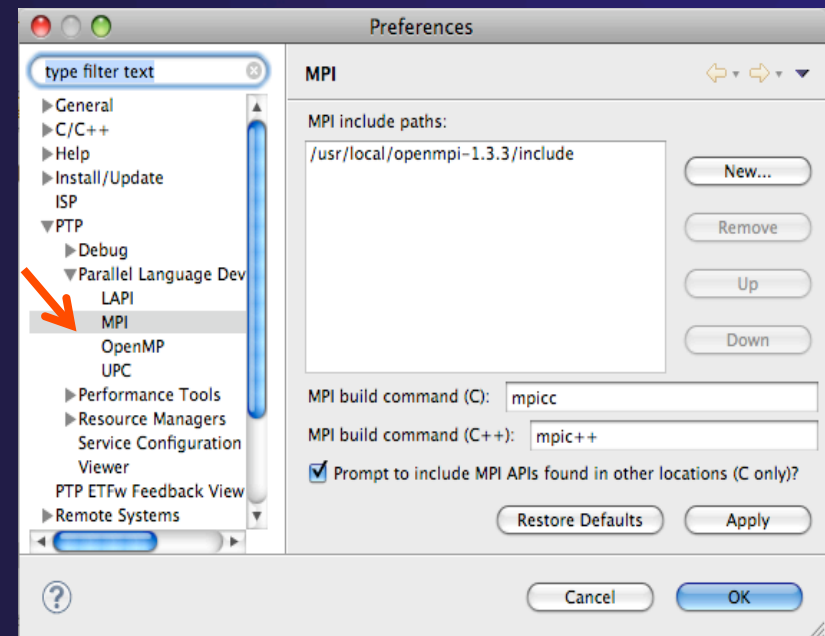 Preferences
type filter text
General
C/C++
Help
Install/Update
ISP
PTP
Debug
Parallel Language Dev
LAPI
MPI
OpenMP
UPC
Performance Tools
Resource Managers
Service Configuration
Viewer
PTP ETFw Feedback View
Remote Systems
MPI
MPI include paths:
/usr/local/openmpi-1.3.3/include
New...
Remove
Up
Down
MPI build command (C): mpicc
MPI build command (C++): mpic++
Prompt to include MPI APIs found in other locations (C only)?
Restore Defaults Apply
? Cancel OK